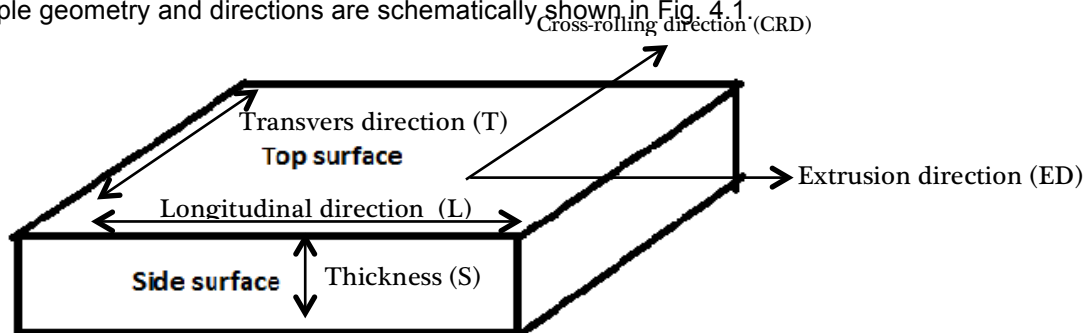 ple geometry and directions are schematically shown in Fig. 4.1.
Cross-rolling direction (CRD)
Transvers direction (T)
Top surface
Extrusion direction (ED)
Longitudinal direction (L)
Side surface
Thickness (S)